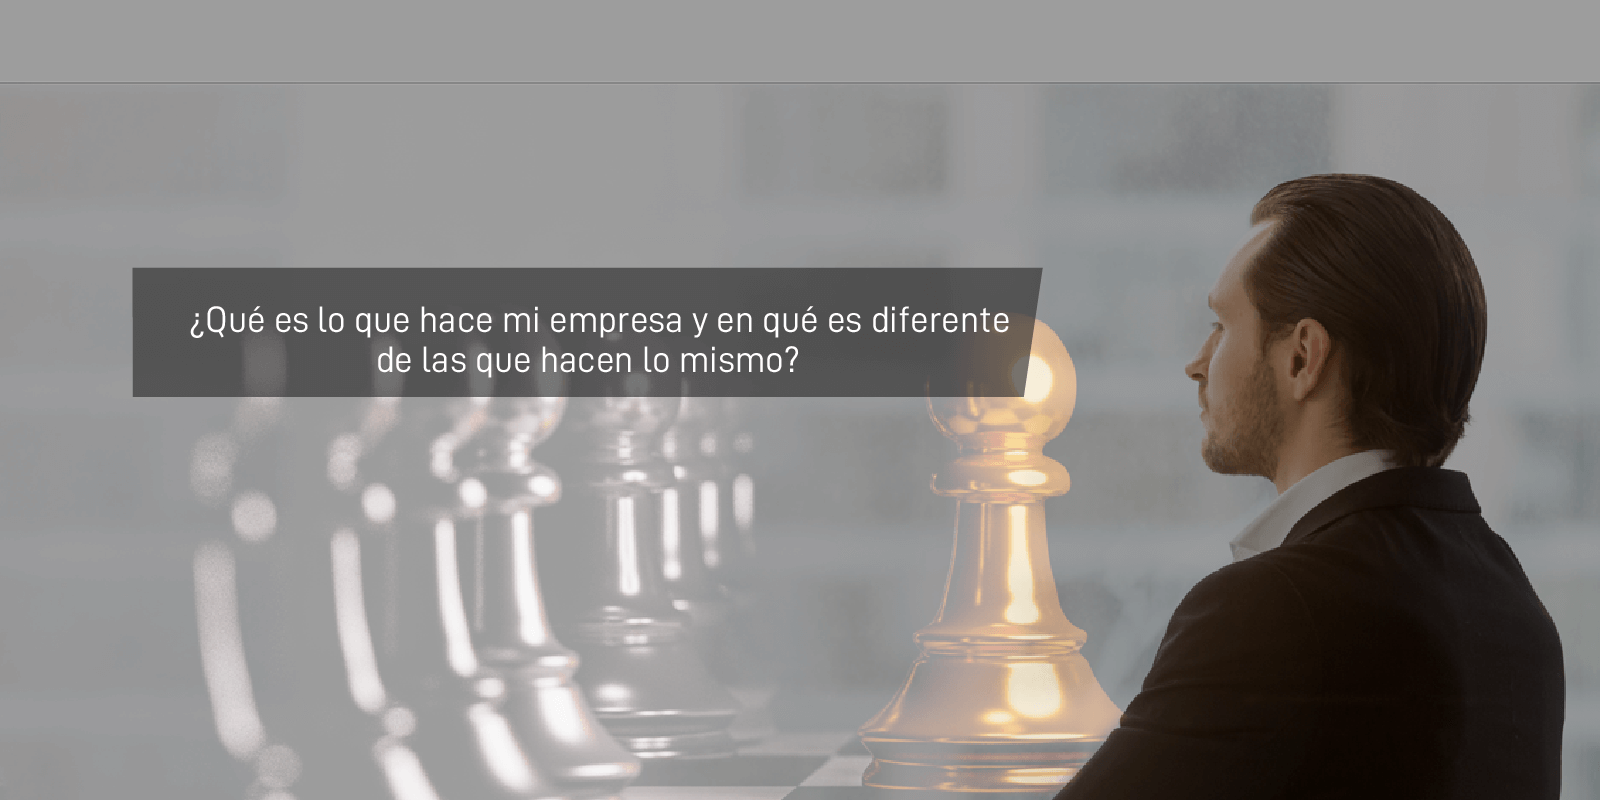 ¿Qué es lo que hace mi empresa y en qué es diferente
de las que hacen lo mismo?